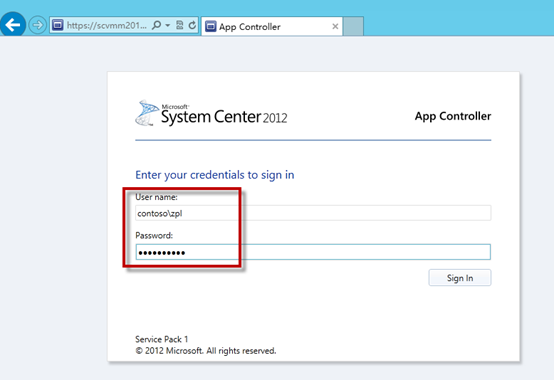 https://scvmm201...
App Controller
Microsoft
System Center 2012
App Controller
Enter your credentials to sign in
User name:
contoso\zpl
Password:
••••••••••
Sign In
Service Pack 1
© 2012 Microsoft. All rights reserved.